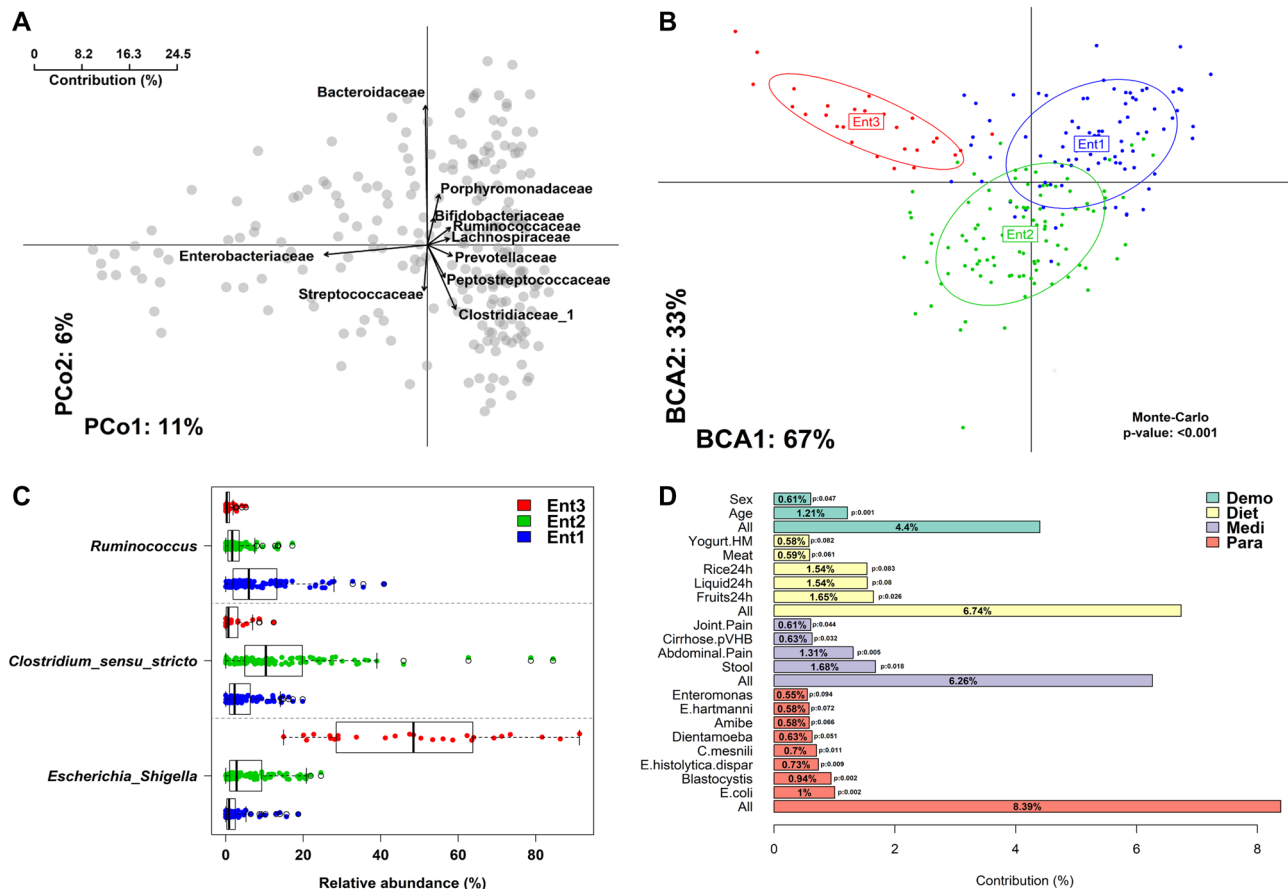 A
0 8.2 16.3 24.5
Contribution (%)
Bacteroidaceae
Porphyromonadaceae
Bifidobacteriaceae
Ruminococcaceae
Lachnospiraceae
Enterobacteriaceae
Prevotellaceae
Peptostreptococcaceae
Streptococcaceae
Clostridiaceae_1
PCo2: 6%
PCo1: 11%
B
Ent3
Ent1
Ent2
BCA2: 33%
BCA1: 67%
Monte-Carlo
p-value: <0.001
C
Ent3
Ent2
Ent1
Ruminococcus
Clostridium_sensu_stricto
Escherichia_Shigella
0 20 40 60 80
Relative abundance (%)
D
Demo
Diet
Medi
Para
Sex 0.61% p:0.047
Age 1.21% p:0.001
All 4.4%
Yogurt.HM 0.58% p:0.082
Meat 0.59% p:0.061
Rice24h 1.54% p:0.083
Liquid24h 1.54% p:0.08
Fruits24h 1.65% p:0.026
All 6.74%
Joint.Pain 0.61% p:0.044
Cirrhose.pVHB 0.63% p:0.032
Abdominal.Pain 1.31% p:0.005
Stool 1.68% p:0.018
All 6.26%
Enteromonas 0.55% p:0.094
E.hartmanni 0.58% p:0.072
Amibe 0.58% p:0.066
Dientamoeba 0.63% p:0.051
C.mesnili 0.7% p:0.011
E.histolytica.dispar 0.73% p:0.009
Blastocystis 0.94% p:0.002
E.coli 1% p:0.002
All 8.39%
0 2 4 6 8
Contribution (%)